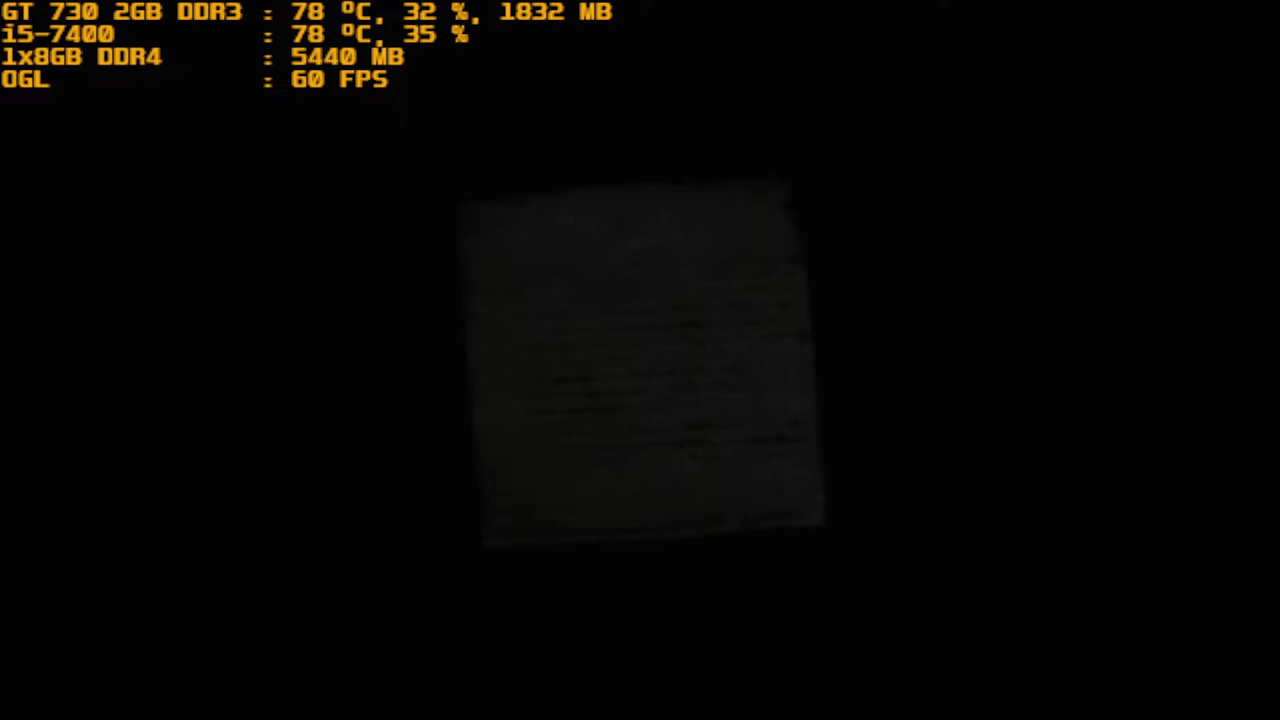 GT 730 2GB DDR3 : 78 ºC, 32 %, 1832 MB
i5-7400 : 78 ºC, 35 %
1x8GB DDR4 : 5440 MB
OGL : 60 FPS